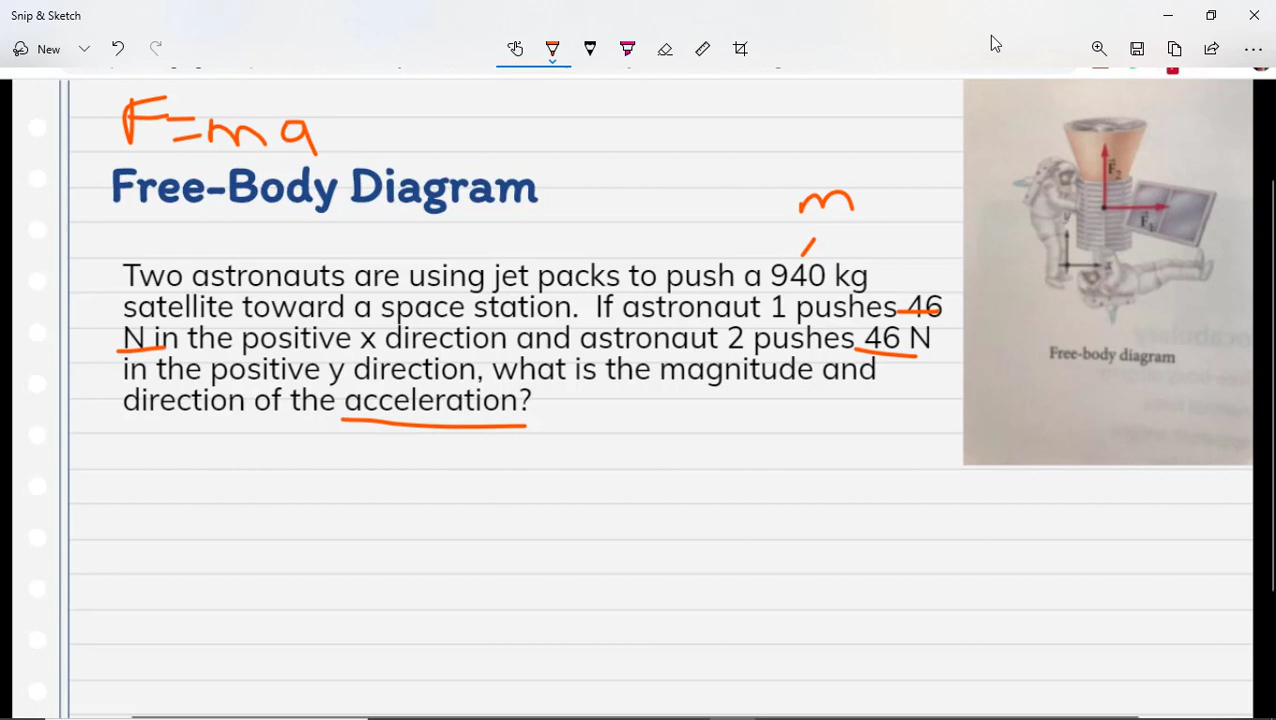 Snip & Sketch
New
F=ma
Free-Body Diagram
m
Two astronauts are using jet packs to push a 940 kg
satellite toward a space station. If astronaut 1 pushes 46
N in the positive x direction and astronaut 2 pushes 46 N
in the positive y direction, what is the magnitude and
direction of the acceleration?
F₂
F₁
y
x
Free-body diagram